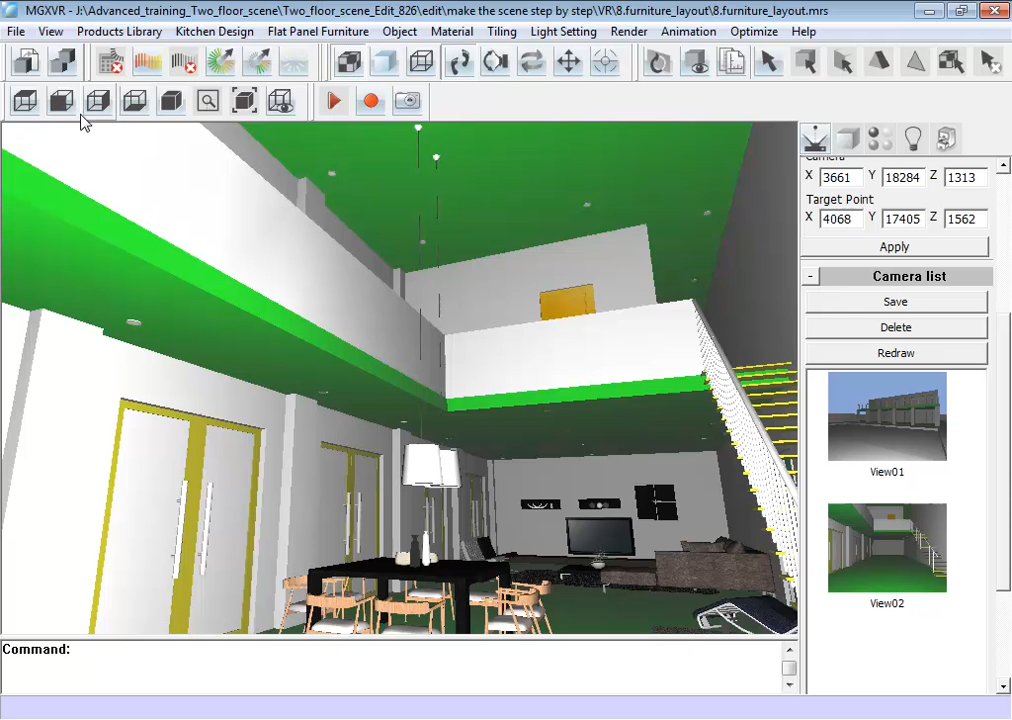 MGXVR - J:\Advanced_training_Two_floor_scene\Two_floor_scene_Edit_826\edit\make the scene step by step\VR\8.furniture_layout\8.furniture_layout.mrs
File View Products Library Kitchen Design Flat Panel Furniture Object Material Tiling Light Setting Render Animation Optimize Help
Camera
X 3661 Y 18284 Z 1313
Target Point
X 4068 Y 17405 Z 1562
Apply
- Camera list
Save
Delete
Redraw
View01
View02
Command: